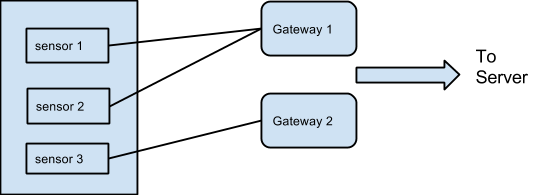 sensor 1
sensor 2
sensor 3
Gateway 1
Gateway 2
To
Server